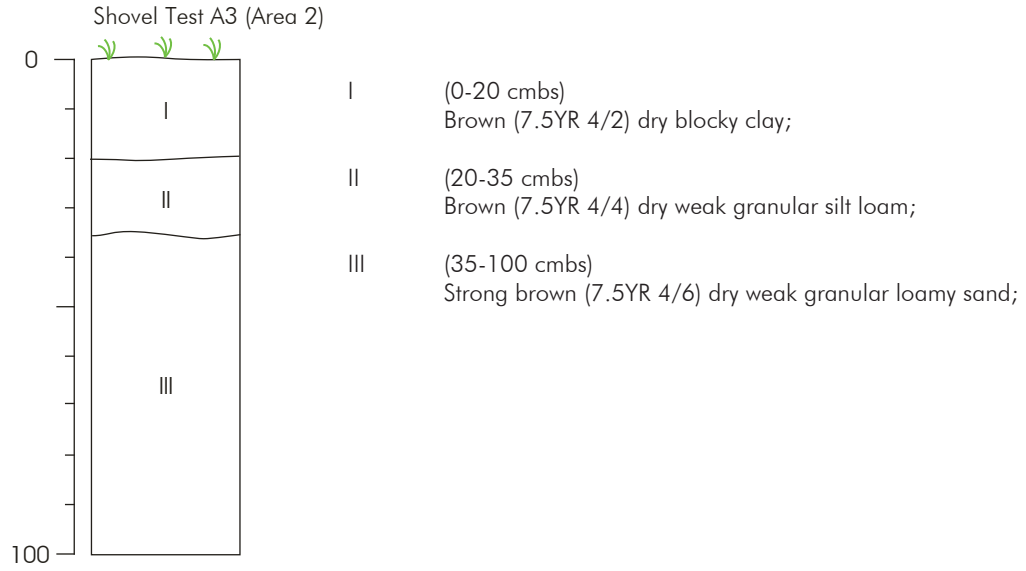 Shovel Test A3 (Area 2)
0
I
I (0-20 cmbs)
Brown (7.5YR 4/2) dry blocky clay;
II
II (20-35 cmbs)
Brown (7.5YR 4/4) dry weak granular silt loam;
III (35-100 cmbs)
Strong brown (7.5YR 4/6) dry weak granular loamy sand;
III
100